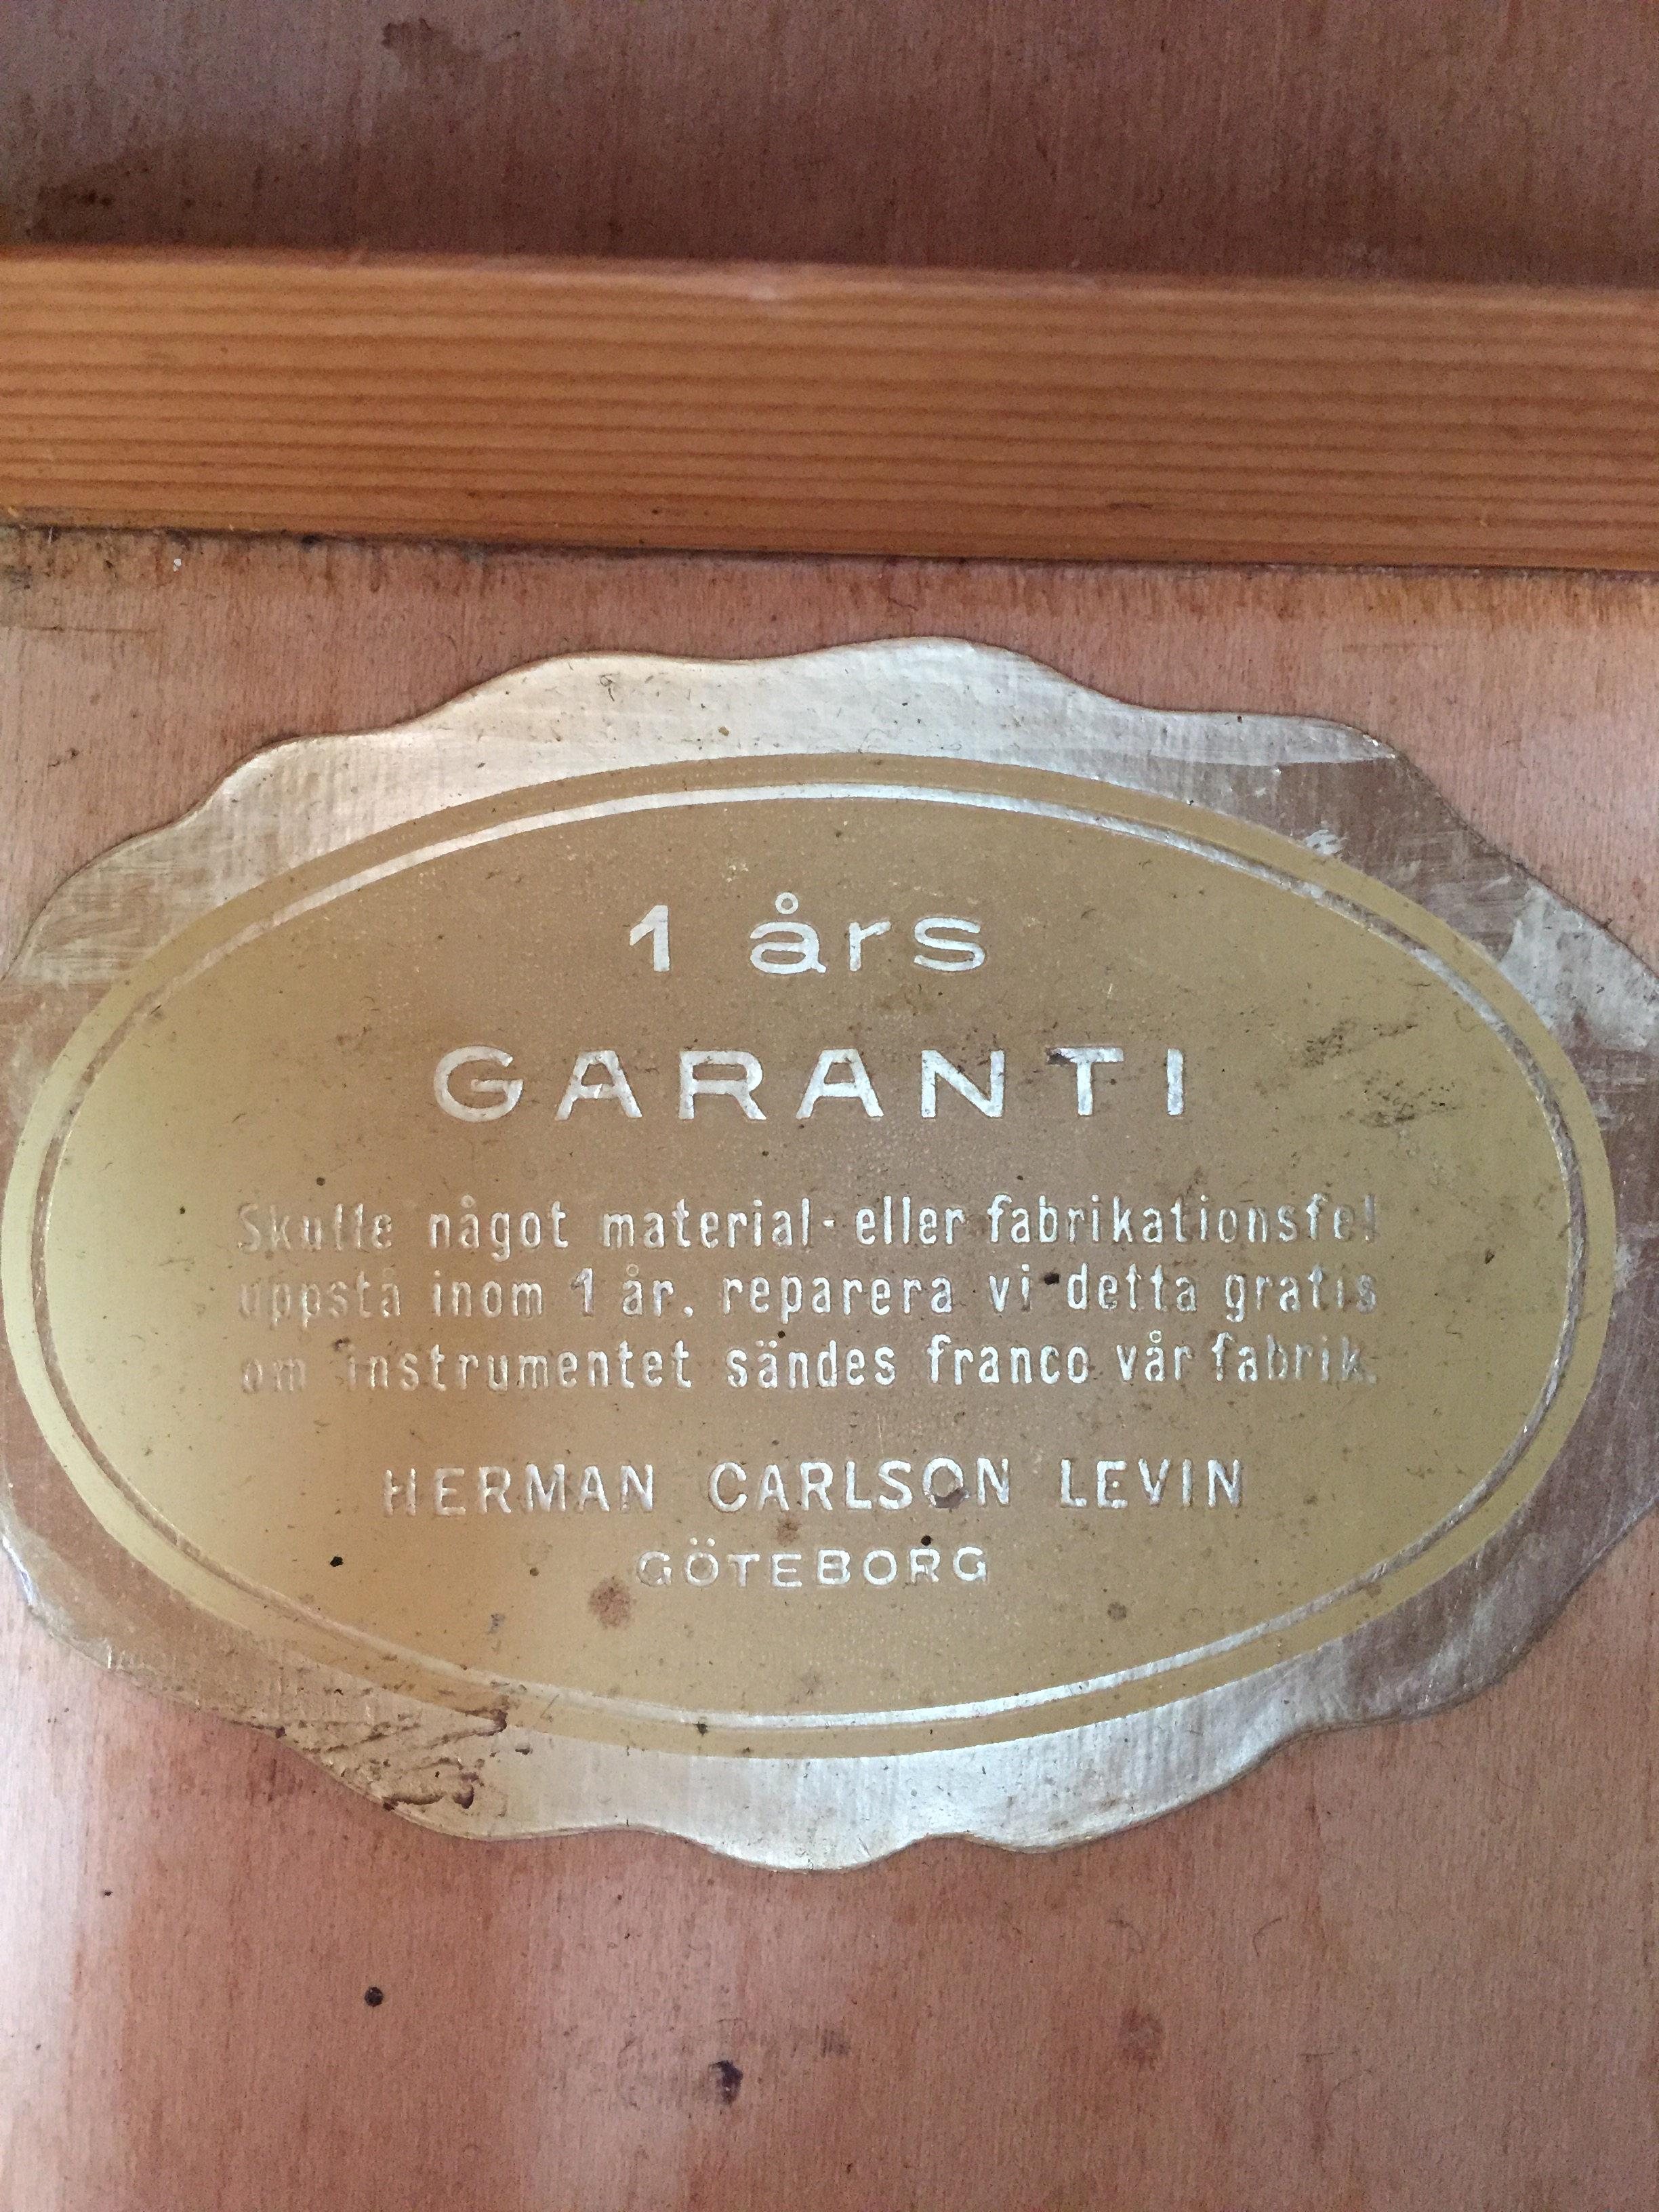 1 års
GARANTI
Skulle något material- eller fabrikationsfel
uppstå inom 1 år, reparera vi detta gratis
om instrumentet sändes franco vår fabrik.
HERMAN CARLSON LEVIN
GÖTEBORG